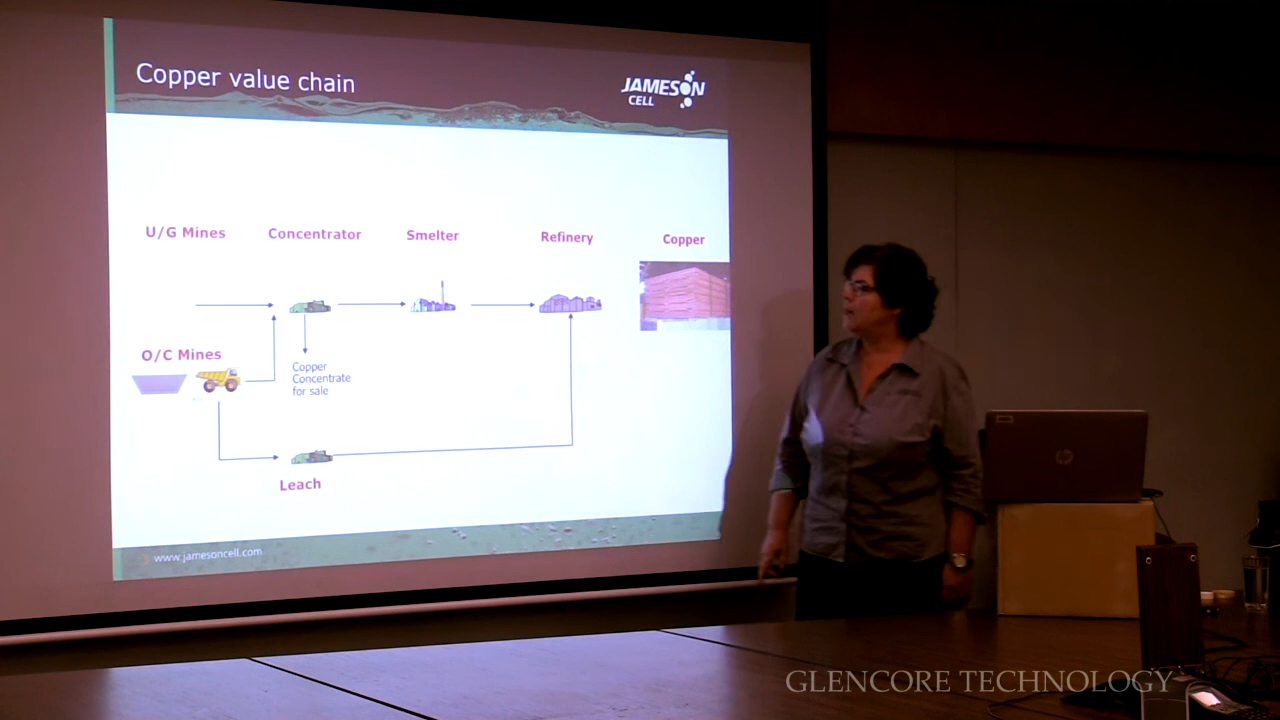 Copper value chain
JAMESON
CELL
U/G Mines
Concentrator
Smelter
Refinery
Copper
O/C Mines
Copper
Concentrate
for sale
Leach
www.jamesoncell.com
hp
GLENCORE TECHNOLOGY